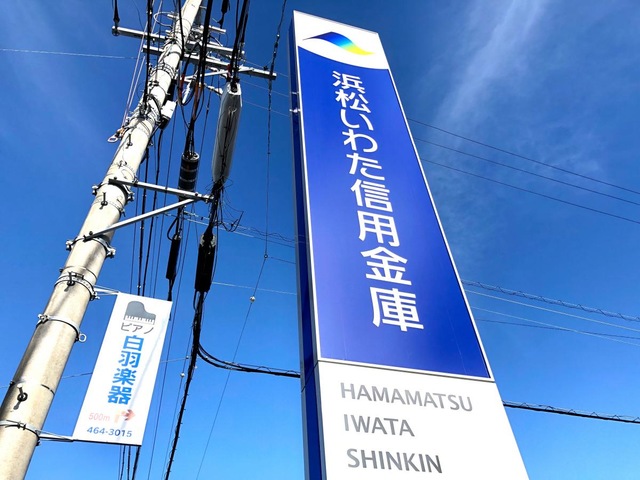 浜松いわた信用金庫
HAMAMATSU
IWATA
SHINKIN
ピアノ
白羽楽器
500m
464-3015